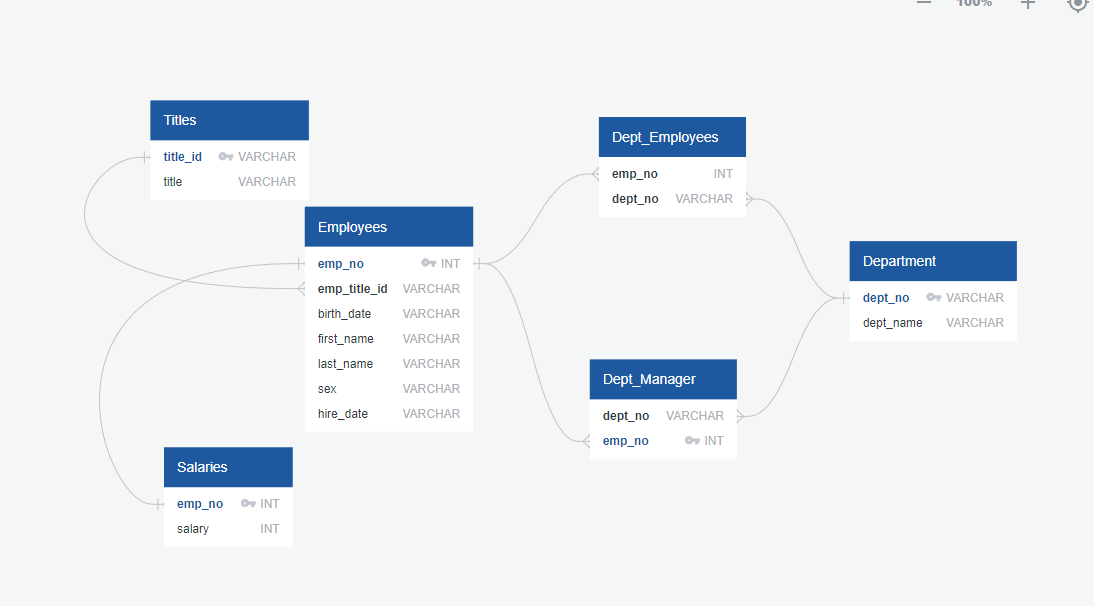 100%
Titles
title_id VARCHAR
title VARCHAR
Employees
emp_no INT
emp_title_id VARCHAR
birth_date VARCHAR
first_name VARCHAR
last_name VARCHAR
sex VARCHAR
hire_date VARCHAR
Salaries
emp_no INT
salary INT
Dept_Employees
emp_no INT
dept_no VARCHAR
Dept_Manager
dept_no VARCHAR
emp_no INT
Department
dept_no VARCHAR
dept_name VARCHAR